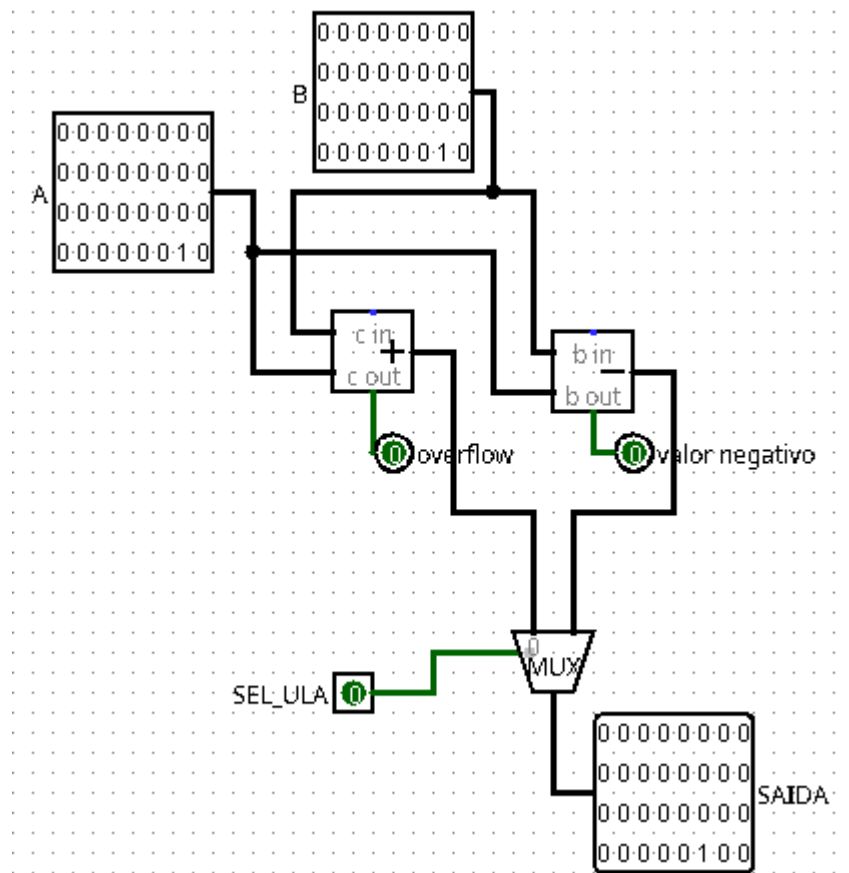 0 0 0 0 0 0 0 0
0 0 0 0 0 0 0 0
B
0 0 0 0 0 0 0 0
0 0 0 0 0 0 1 0
0 0 0 0 0 0 0 0
0 0 0 0 0 0 0 0
A
0 0 0 0 0 0 0 0
0 0 0 0 0 0 1 0
c in
+
c out
b in
−
b out
0 overflow
0 valor negativo
0
MUX
SEL_ULA 0
0 0 0 0 0 0 0 0
0 0 0 0 0 0 0 0
SAIDA
0 0 0 0 0 0 0 0
0 0 0 0 0 1 0 0